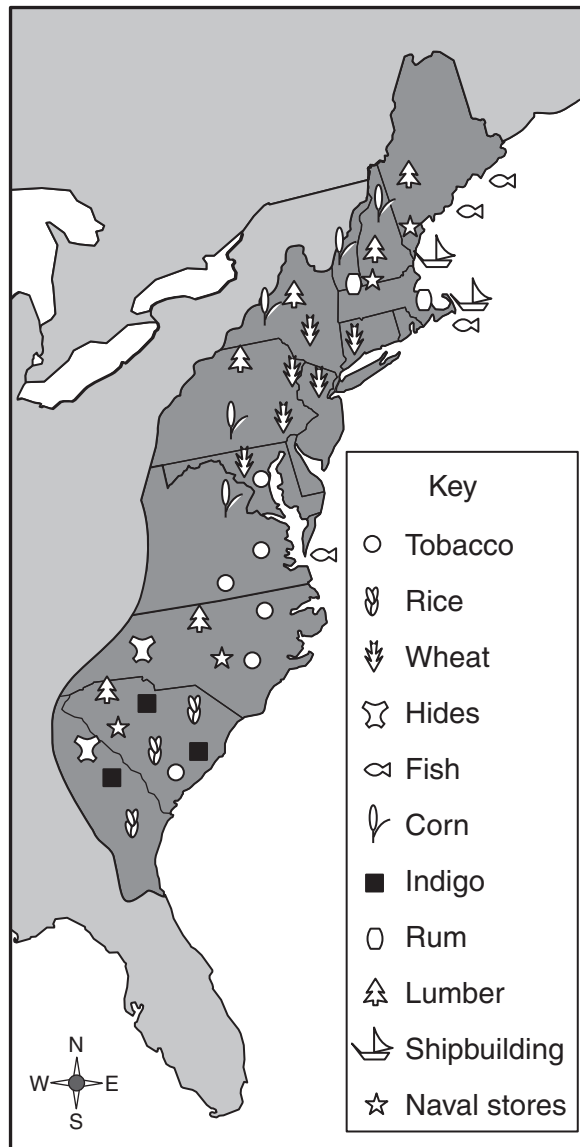 Key
Tobacco
Rice
Wheat
Hides
Fish
Corn
Indigo
Rum
Lumber
Shipbuilding
Naval stores
N
W E
S